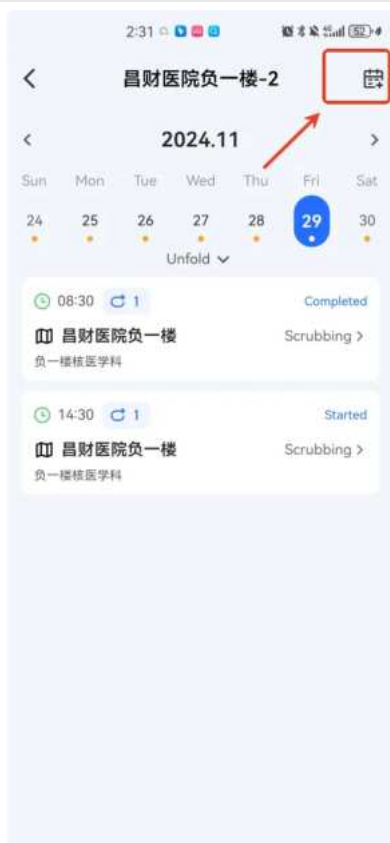 2:31
52
昌财医院负一楼-2
2024.11
Sun Mon Tue Wed Thu Fri Sat
24 25 26 27 28 29 30
Unfold
08:30 1 Completed
昌财医院负一楼 Scrubbing >
负一楼核医学科
14:30 1 Started
昌财医院负一楼 Scrubbing >
负一楼核医学科